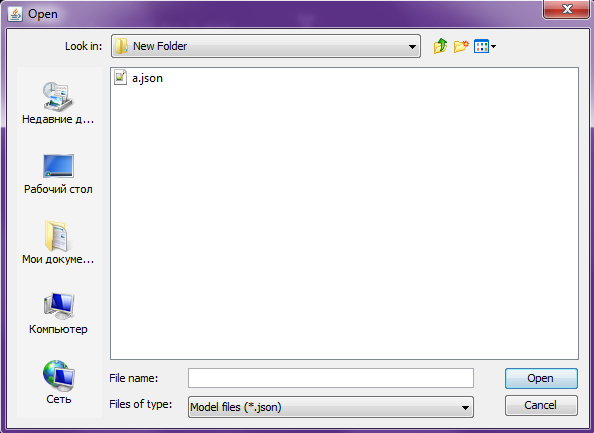 Open
Look in:
New Folder
a.json
Недавние д...
Рабочий стол
Мои докуме...
Компьютер
Сеть
File name:
Open
Files of type:
Model files (*.json)
Cancel